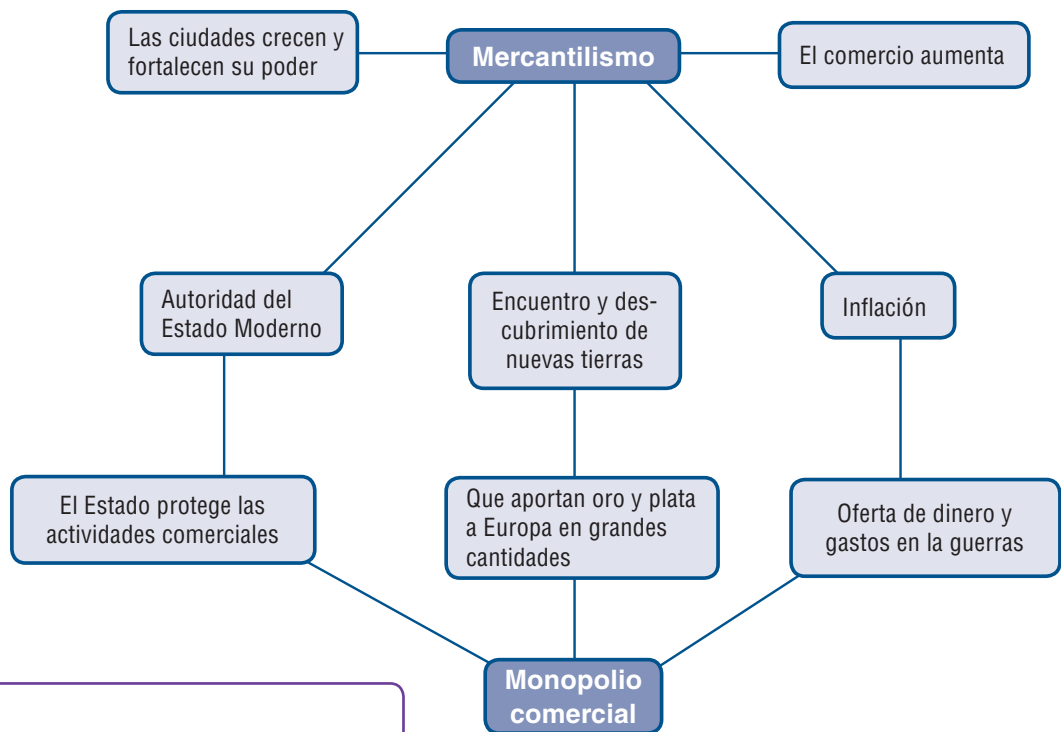 Las ciudades crecen y
fortalecen su poder
Mercantilismo
El comercio aumenta
Autoridad del
Estado Moderno
Encuentro y des-
cubrimiento de
nuevas tierras
Inflación
El Estado protege las
actividades comerciales
Que aportan oro y plata
a Europa en grandes
cantidades
Oferta de dinero y
gastos en la guerras
Monopolio
comercial